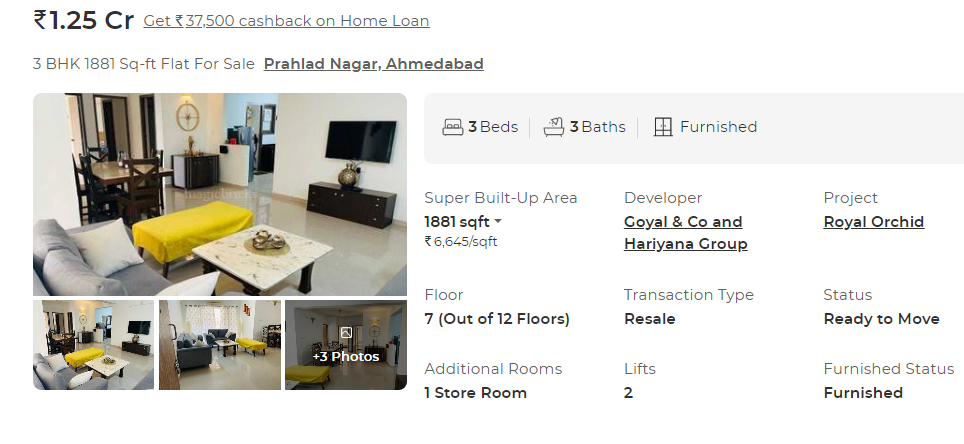 ₹1.25 Cr Get ₹37,500 cashback on Home Loan
3 BHK 1881 Sq-ft Flat For Sale Prahlad Nagar, Ahmedabad
3 Beds 3 Baths Furnished
magicbricks
Super Built-Up Area Developer Project
1881 sqft Goyal & Co and Royal Orchid
₹6,645/sqft Hariyana Group
Floor Transaction Type Status
7 (Out of 12 Floors) Resale Ready to Move
+3 Photos
Additional Rooms Lifts Furnished Status
1 Store Room 2 Furnished